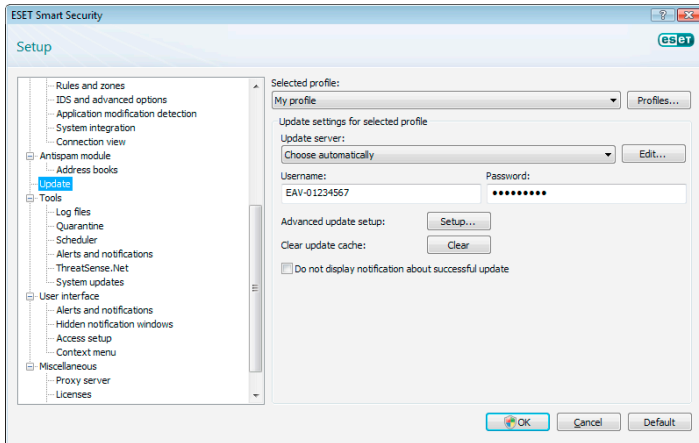 ESET Smart Security
Setup
eseT
Rules and zones
IDS and advanced options
Application modification detection
System integration
Connection view
Antispam module
Address books
Update
Tools
Log files
Quarantine
Scheduler
Alerts and notifications
ThreatSense.Net
System updates
User interface
Alerts and notifications
Hidden notification windows
Access setup
Context menu
Miscellaneous
Proxy server
Licenses
Selected profile:
My profile
Profiles...
Update settings for selected profile
Update server:
Choose automatically
Edit...
Username: Password:
EAV-01234567 •••••••••
Advanced update setup: Setup...
Clear update cache: Clear
Do not display notification about successful update
OK Cancel Default